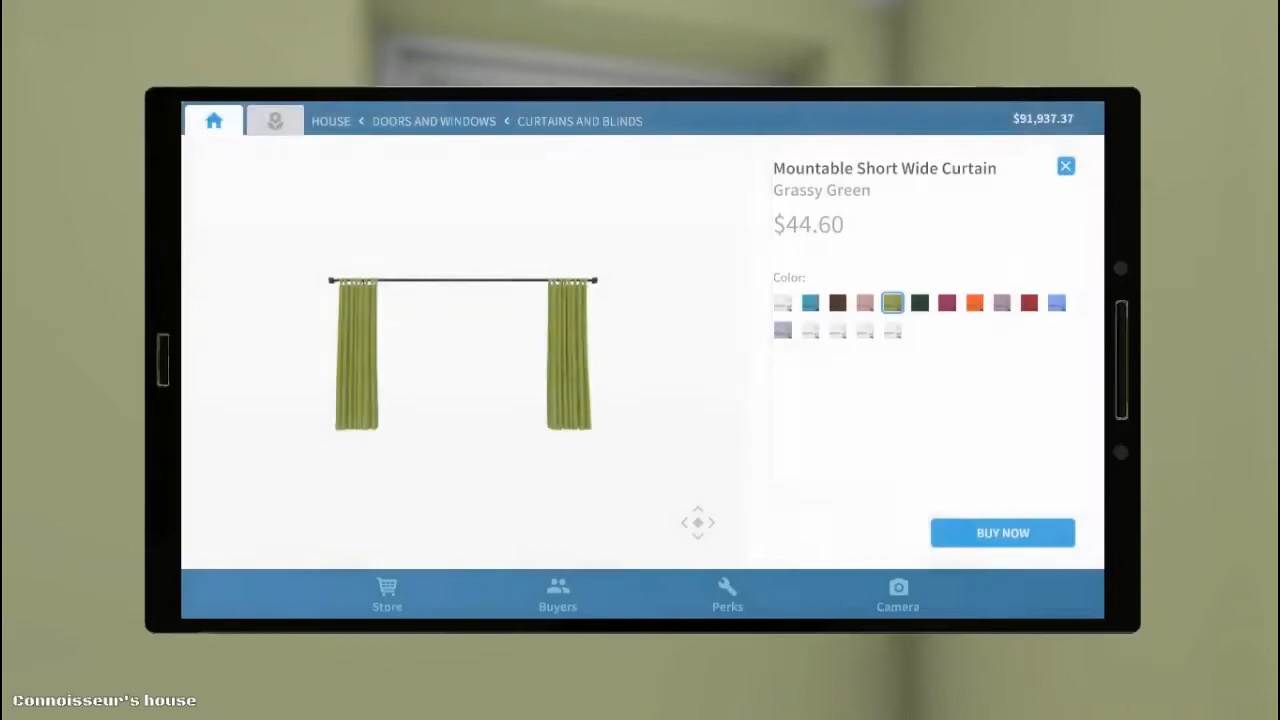 HOUSE < DOORS AND WINDOWS < CURTAINS AND BLINDS
$91,937.37
Mountable Short Wide Curtain
Grassy Green
$44.60
Color:
BUY NOW
Store
Buyers
Perks
Camera
Connoisseur's house